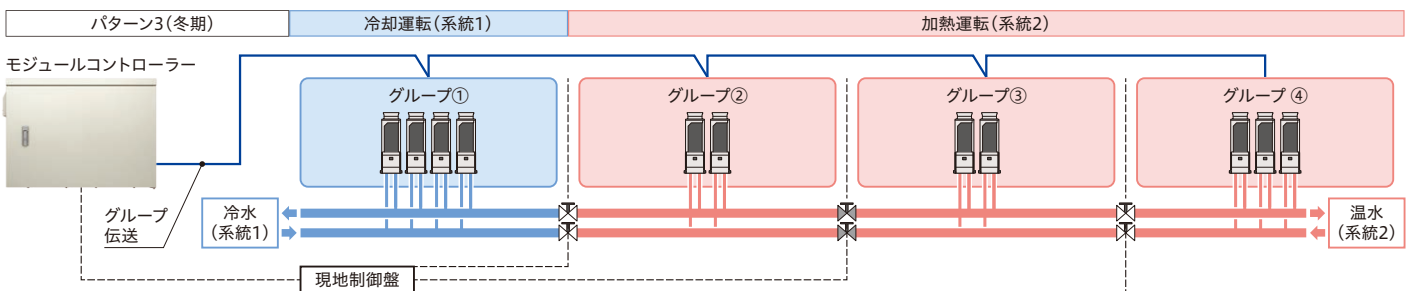 パターン3(冬期)
冷却運転(系統1)
加熱運転(系統2)
モジュールコントローラー
グループ①
グループ②
グループ③
グループ ④
グループ
伝送
冷水
(系統1)
温水
(系統2)
現地制御盤